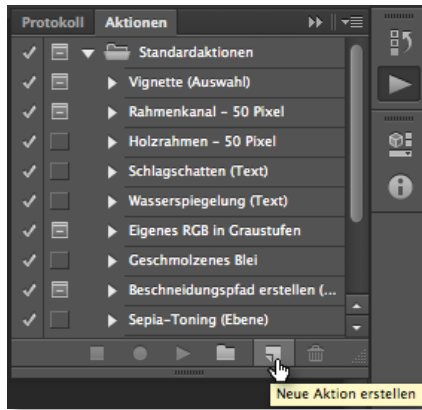 Protokoll Aktionen
Standardaktionen
Vignette (Auswahl)
Rahmenkanal – 50 Pixel
Holzrahmen – 50 Pixel
Schlagschatten (Text)
Wasserspiegelung (Text)
Eigenes RGB in Graustufen
Geschmolzenes Blei
Beschneidungspfad erstellen (...
Sepia-Toning (Ebene)
Neue Aktion erstellen